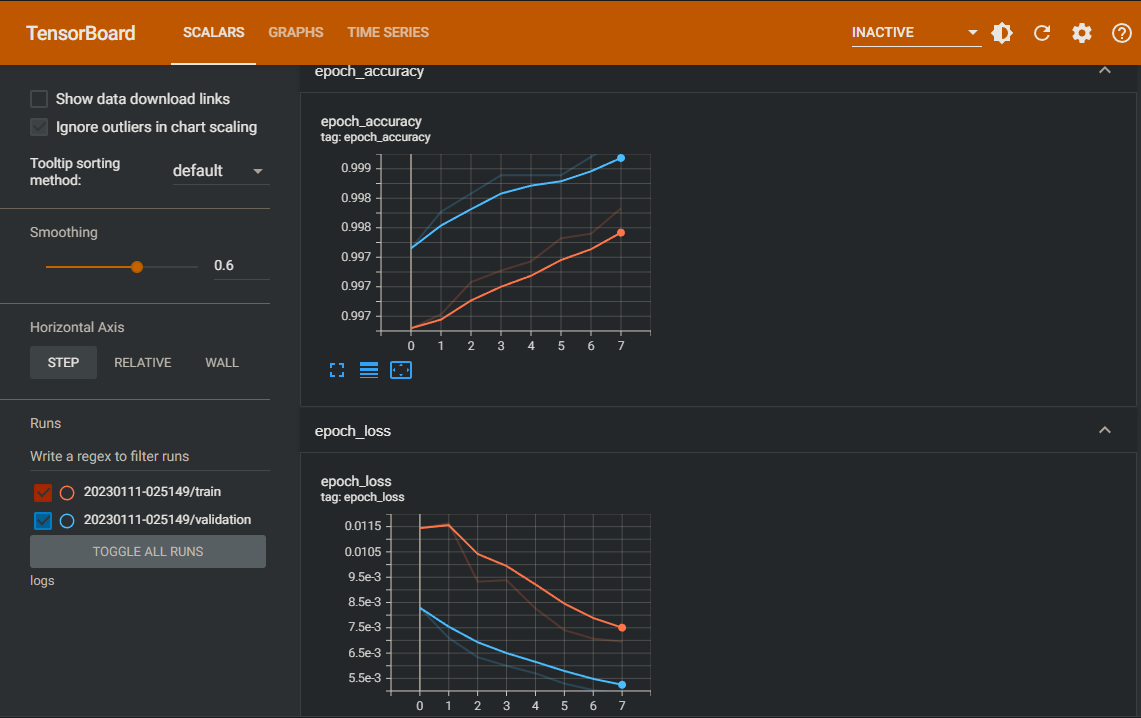 TensorBoard
SCALARS GRAPHS TIME SERIES
INACTIVE
Show data download links
Ignore outliers in chart scaling
Tooltip sorting
method:
default
Smoothing
0.6
Horizontal Axis
STEP RELATIVE WALL
Runs
Write a regex to filter runs
20230111-025149/train
20230111-025149/validation
TOGGLE ALL RUNS
logs
epoch_accuracy
epoch_accuracy
tag: epoch_accuracy
0.999
0.998
0.998
0.997
0.997
0.997
0 1 2 3 4 5 6 7
epoch_loss
epoch_loss
tag: epoch_loss
0.0115
0.0105
9.5e-3
8.5e-3
7.5e-3
6.5e-3
5.5e-3
0 1 2 3 4 5 6 7